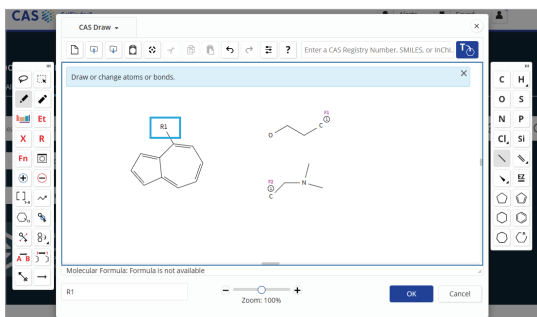 CAS
CAS Draw
Enter a CAS Registry Number, SMILES, or InChI.
Draw or change atoms or bonds.
C H
O S
N P
Cl Si
EZ
Et
X R
Fn
A B
R1
O
C
N
C
Molecular Formula: Formula is not available
R1
Zoom: 100%
OK Cancel